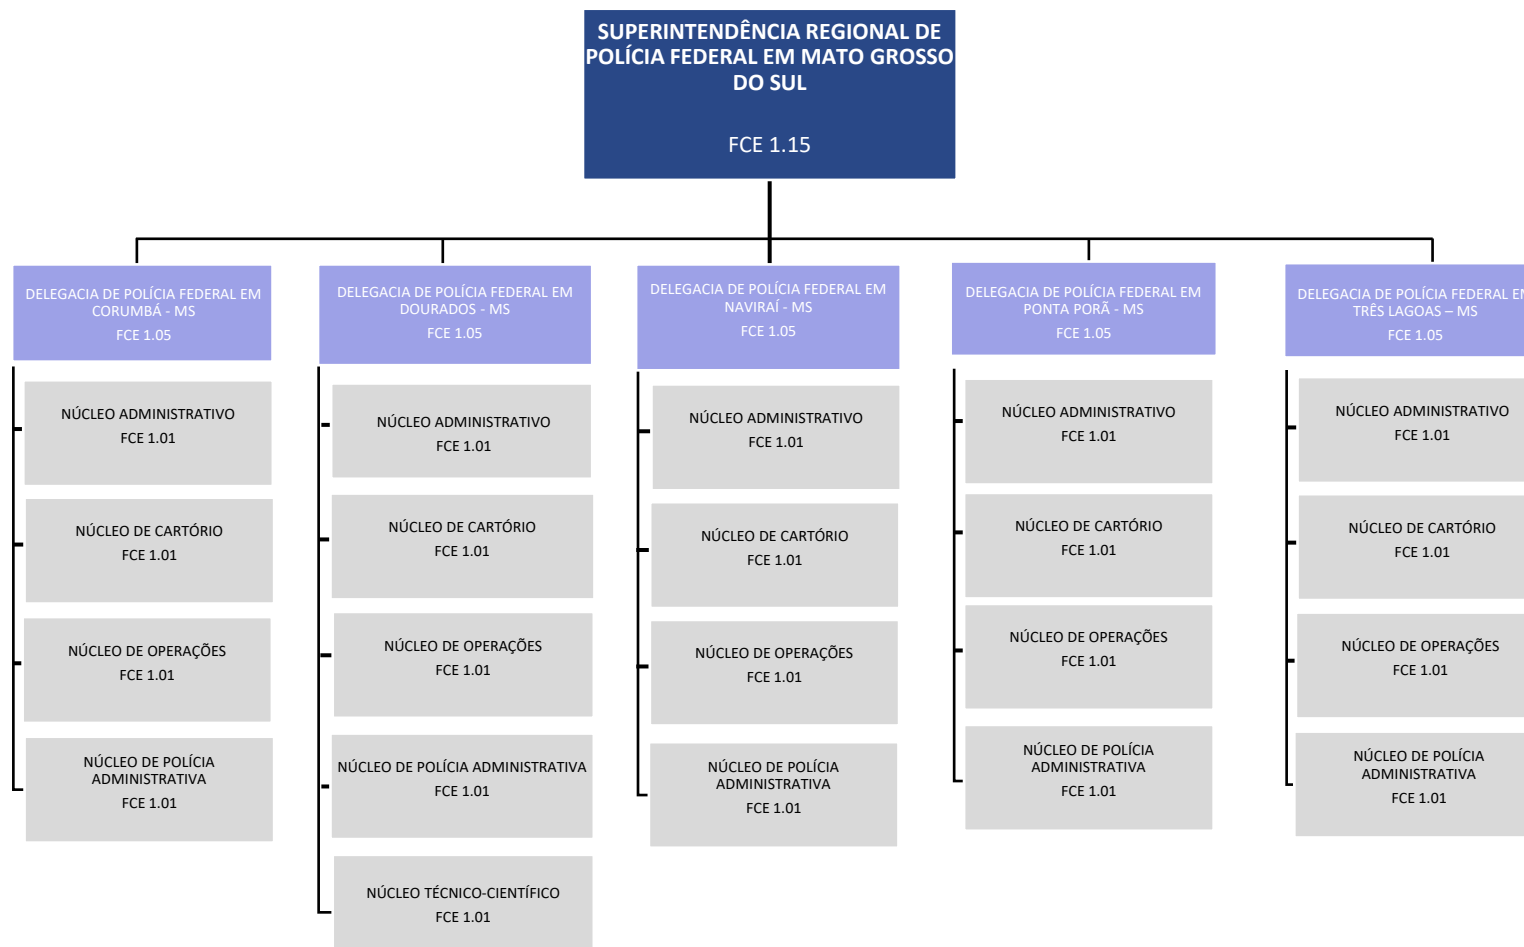 SUPERINTENDÊNCIA REGIONAL DE
POLÍCIA FEDERAL EM MATO GROSSO
DO SUL
FCE 1.15
DELEGACIA DE POLÍCIA FEDERAL EM
CORUMBÁ - MS
FCE 1.05
NÚCLEO ADMINISTRATIVO
FCE 1.01
NÚCLEO DE CARTÓRIO
FCE 1.01
NÚCLEO DE OPERAÇÕES
FCE 1.01
NÚCLEO DE POLÍCIA
ADMINISTRATIVA
FCE 1.01
DELEGACIA DE POLÍCIA FEDERAL EM
DOURADOS - MS
FCE 1.05
NÚCLEO ADMINISTRATIVO
FCE 1.01
NÚCLEO DE CARTÓRIO
FCE 1.01
NÚCLEO DE OPERAÇÕES
FCE 1.01
NÚCLEO DE POLÍCIA ADMINISTRATIVA
FCE 1.01
NÚCLEO TÉCNICO-CIENTÍFICO
FCE 1.01
DELEGACIA DE POLÍCIA FEDERAL EM
NAVIRAÍ - MS
FCE 1.05
NÚCLEO ADMINISTRATIVO
FCE 1.01
NÚCLEO DE CARTÓRIO
FCE 1.01
NÚCLEO DE OPERAÇÕES
FCE 1.01
NÚCLEO DE POLÍCIA
ADMINISTRATIVA
FCE 1.01
DELEGACIA DE POLÍCIA FEDERAL EM
PONTA PORÃ - MS
FCE 1.05
NÚCLEO ADMINISTRATIVO
FCE 1.01
NÚCLEO DE CARTÓRIO
FCE 1.01
NÚCLEO DE OPERAÇÕES
FCE 1.01
NÚCLEO DE POLÍCIA
ADMINISTRATIVA
FCE 1.01
DELEGACIA DE POLÍCIA FEDERAL EM
TRÊS LAGOAS – MS
FCE 1.05
NÚCLEO ADMINISTRATIVO
FCE 1.01
NÚCLEO DE CARTÓRIO
FCE 1.01
NÚCLEO DE OPERAÇÕES
FCE 1.01
NÚCLEO DE POLÍCIA
ADMINISTRATIVA
FCE 1.01